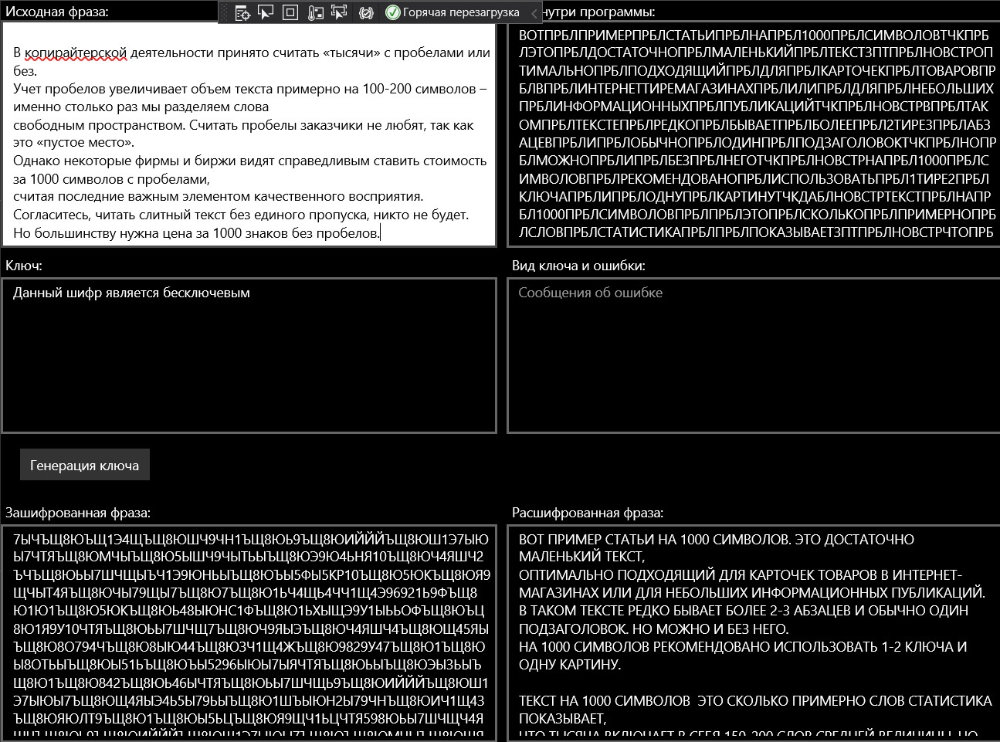 Исходная фраза:
Горячая перезагрузка
нутри программы:
В копирайтерской деятельности принято считать «тысячи» с пробелами или
без.
Учет пробелов увеличивает объем текста примерно на 100-200 символов –
именно столько раз мы разделяем слова
свободным пространством. Считать пробелы заказчики не любят, так как
это «пустое место».
Однако некоторые фирмы и биржи видят справедливым ставить стоимость
за 1000 символов с пробелами,
считая последние важным элементом качественного восприятия.
Согласитесь, читать слитный текст без единого пропуска, никто не будет.
Но большинству нужна цена за 1000 знаков без пробелов.
ВОТПРБЛПРИМЕРПРБЛСТАТЬИПРБЛНАПРБЛ1000ПРБЛСИМВОЛОВТЧКПРБ
ЛЭТОПРБЛДОСТАТОЧНОПРБЛМАЛЕНЬКИЙПРБЛТЕКСТЗПТПРБЛНОВСТРОП
ТИМАЛЬНОПРБЛПОДХОДЯЩИЙПРБЛДЛЯПРБЛКАРТОЧЕКПРБЛТОВАРОВПР
БЛВПРБЛИНТЕРНЕТТИРЕМАГАЗИНАХПРБЛИЛИПРБЛДЛЯПРБЛНЕБОЛЬШИХ
ПРБЛИНФОРМАЦИОННЫХПРБЛПУБЛИКАЦИЙТЧКПРБЛНОВСТРВПРБЛТАК
ОМПРБЛТЕКСТЕПРБЛРЕДКОПРБЛБЫВАЕТПРБЛБОЛЕЕПРБЛ2ТИРЕ3ПРБЛАБЗ
АЦЕВПРБЛИПРБЛОБЫЧНОПРБЛОДИНПРБЛПОДЗАГОЛОВОКТЧКПРБЛНОПР
БЛМОЖНОПРБЛИПРБЛБЕЗПРБЛНЕГОТЧКПРБЛНОВСТРНАПРБЛ1000ПРБЛС
ИМВОЛОВПРБЛРЕКОМЕНДОВАНОПРБЛИСПОЛЬЗОВАТЬПРБЛ1ТИРЕ2ПРБЛ
КЛЮЧАПРБЛИПРБЛОДНУПРБЛКАРТИНУТЧКДАБЛНОВСТРТЕКСТПРБЛНАПР
БЛ1000ПРБЛСИМВОЛОВПРБЛПРБЛЭТОПРБЛСКОЛЬКОПРБЛПРИМЕРНОПРБ
ЛСЛОВПРБЛСТАТИСТИКАПРБЛПРБЛПОКАЗЫВАЕТЗПТПРБЛНОВСТРЧТОПРБ
Ключ:
Вид ключа и ошибки:
Данный шифр является бесключевым
Сообщения об ошибке
Генерация ключа
Зашифрованная фраза:
Расшифрованная фраза:
7ЫЧЪЩ8ЮЪЩ1Э4ЩЪЩ8ЮШЧ9ЧН1ЪЩ8ЮЬ9ЪЩ8ЮИЙЙЙЪЩ8ЮШ1Э7ЫЮ
Ы7ЧТЯЪЩ8ЮМЧЫЪЩ8Ю5ЫШЧ9ЧЫТЬЫЪЩ8ЮЭ9Ю4ЬНЯ10ЪЩ8ЮЧ4ЯШЧ2
ЪЧЪЩ8ЮЬЫ7ШЧЩЫЪЧ1Э9ЮНЬЫЪЩ8ЮЪЫ5ФЫ5КР10ЪЩ8Ю5ЮКЪЩ8ЮЯ9
ЩЧЫТ4ЯЪЩ8ЮЧЫ79ЩЫ7ЪЩ8Ю7ЪЩ8Ю1ЬЧ4ЩЬ4ЧЧ1Щ4Э96921Ь9ФЪЩ8
Ю1Ю1ЪЩ8Ю5ЮКЪЩ8ЮЬ48ЫЮНС1ФЪЩ8Ю1ЬХЫЩЭ9У1ЫЬЬОФЪЩ8ЮЪЦ
8Ю1Я9У10ЧТЯЪЩ8ЮЬЫ7ШЧЩ7ЪЩ8ЮЧ9ЯЫЭЪЩ8ЮЧ4ЯШЧ4ЪЩ8ЮЩ45ЯЫ
ЪЩ8Ю8О794ЧЪЩ8Ю8ЫЮ44ЪЩ8ЮЗЧ1Щ4ЖЪЩ8ЮЧ9829У47ЪЩ8Ю1ЪЩ8Ю
Ы8ОТЬЫЪЩ8ЮЫ51ЬЪЩ8ЮЪЫ5296ЫЮЫ7ЫЯЧТЯЪЩ8ЮЬЫЪЩ8ЮЭЫ3ЬЫЪ
Щ8Ю1ЪЩ8Ю842ЪЩ8ЮЬ46ЫЧТЯЪЩ8ЮЬЫ7ШЧЩЬ9ЪЩ8ЮИЙЙЙЪЩ8ЮШ1
Э7ЫЮЫ7ЪЩ8ЮЩ4ЯЫЭ4Ь5Ы79ЬЫЪЩ8Ю1ШЪЫЮН2Ы79ЧНЪЩ8ЮИЧ1Щ43
ЪЩ8ЮЯЮЛТ9ЪЩ8Ю1ЪЩ8ЮЫ5ЬЦЪЩ8ЮЯ9ЩЧ1ЬЦЧТЯ598ЮЬЫ7ШЧЩЧ4Я
ВОТ ПРИМЕР СТАТЬИ НА 1000 СИМВОЛОВ. ЭТО ДОСТАТОЧНО
МАЛЕНЬКИЙ ТЕКСТ,
ОПТИМАЛЬНО ПОДХОДЯЩИЙ ДЛЯ КАРТОЧЕК ТОВАРОВ В ИНТЕРНЕТ-
МАГАЗИНАХ ИЛИ ДЛЯ НЕБОЛЬШИХ ИНФОРМАЦИОННЫХ ПУБЛИКАЦИЙ.
В ТАКОМ ТЕКСТЕ РЕДКО БЫВАЕТ БОЛЕЕ 2-3 АБЗАЦЕВ И ОБЫЧНО ОДИН
ПОДЗАГОЛОВОК. НО МОЖНО И БЕЗ НЕГО.
НА 1000 СИМВОЛОВ РЕКОМЕНДОВАНО ИСПОЛЬЗОВАТЬ 1-2 КЛЮЧА И
ОДНУ КАРТИНУ.
ТЕКСТ НА 1000 СИМВОЛОВ  ЭТО СКОЛЬКО ПРИМЕРНО СЛОВ СТАТИСТИКА
ПОКАЗЫВАЕТ,
ЧТО ТЫСЯЧА ВКЛЮЧАЕТ В СЕБЯ 150-200 СЛОВ СРЕДНЕЙ ВЕЛИЧИНЫ. НО